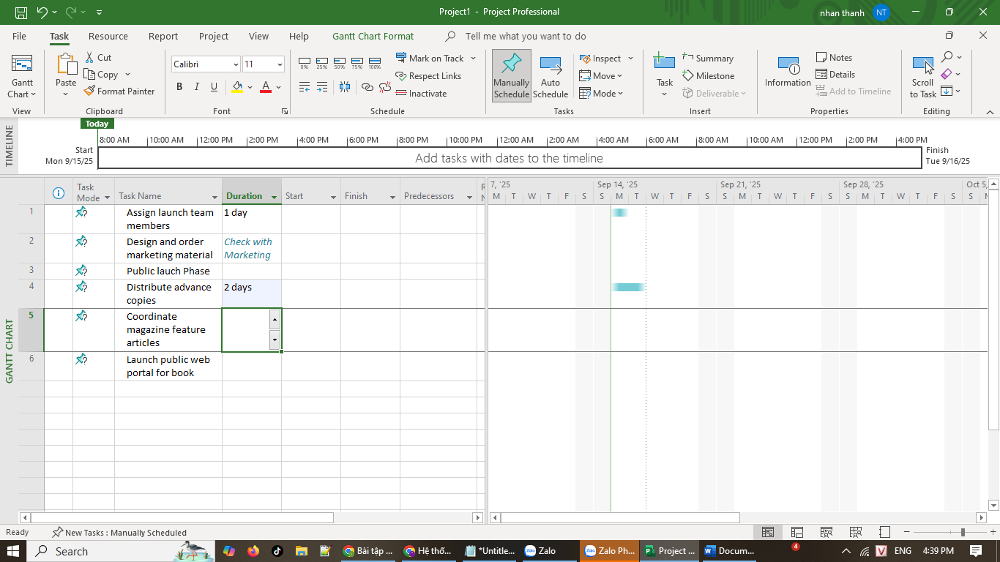 Project1 - Project Professional
nhan thanh NT
File Task Resource Report Project View Help Gantt Chart Format Tell me what you want to do
Gantt
Chart
View
Paste
Cut
Copy
Format Painter
Clipboard
Calibri 11
B I U A
Font
0% 25% 50% 75% 100%
Mark on Track
Respect Links
Inactivate
Schedule
Manually
Schedule
Auto
Schedule
Inspect
Move
Mode
Tasks
Task
Summary
Milestone
Deliverable
Insert
Information
Notes
Details
Add to Timeline
Properties
Scroll
to Task
Editing
TIMELINE
Today
8:00 AM 10:00 AM 12:00 PM 2:00 PM 4:00 PM 6:00 PM 8:00 PM 10:00 PM 12:00 AM 2:00 AM 4:00 AM 6:00 AM 8:00 AM 10:00 AM 12:00 PM 2:00 PM 4:00 PM
Start
Mon 9/15/25
Add tasks with dates to the timeline
Finish
Tue 9/16/25
GANTT CHART
Task
Mode
Task Name
Duration
Start
Finish
Predecessors
R
N
7, '25 Sep 14, '25 Sep 21, '25 Sep 28, '25 Oct 5,
M T W T F S S M T W T F S S M T W T F S S M T W T F S S M
1
Assign launch team
members
1 day
2
Design and order
marketing material
Check with
Marketing
3
Public lauch Phase
4
Distribute advance
copies
2 days
5
Coordinate
magazine feature
articles
6
Launch public web
portal for book
Ready New Tasks : Manually Scheduled
Search
Bài tập ...
Hệ thố...
*Untitle...
Zalo
Zalo Ph...
Project ...
Docum...
4
V
ENG
4:39 PM